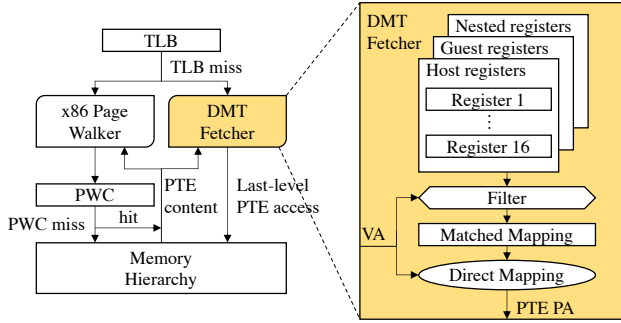 TLB
TLB miss
x86 Page
Walker
DMT
Fetcher
PWC
PTE
content
Last-level
PTE access
PWC miss
hit
Memory
Hierarchy
DMT
Fetcher
Nested registers
Guest registers
Host registers
Register 1
⋮
Register 16
Filter
VA
Matched Mapping
Direct Mapping
PTE PA